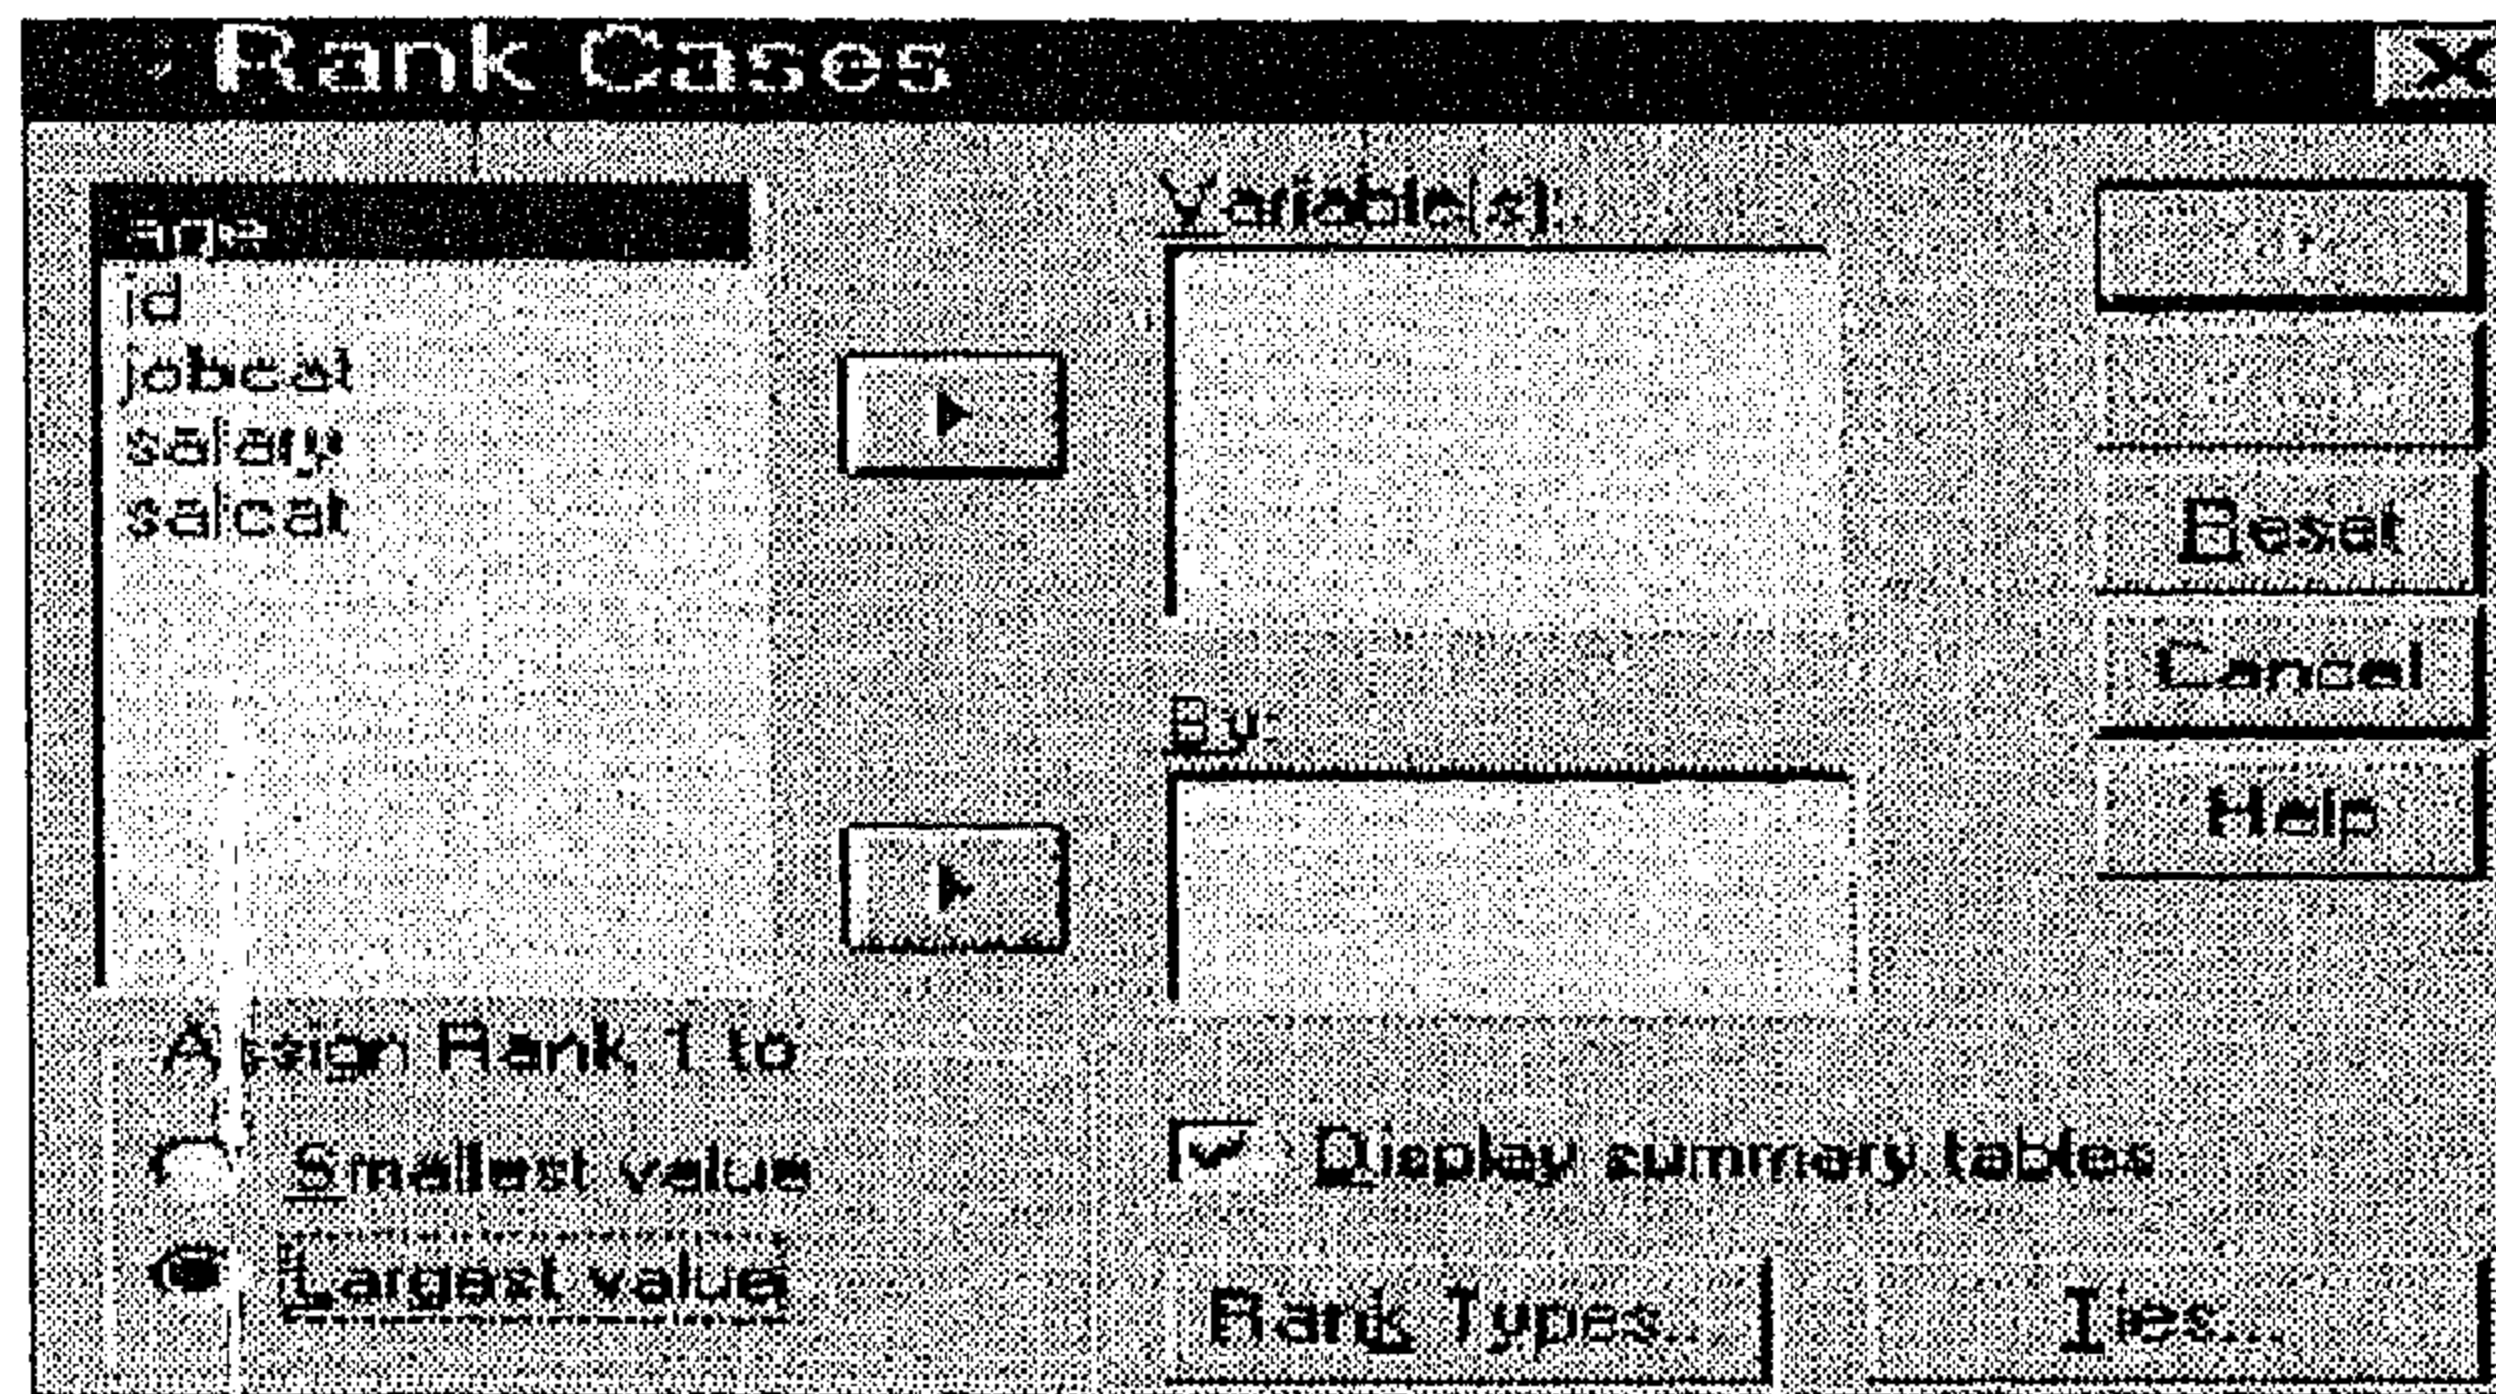 Rank Cases
age
id
jobcat
salary
salcat
Variable(s):
By:
Reset
Cancel
Help
Assign Rank 1 to
Smallest value
Largest value
Display summary tables
Rank Types...
Ties...